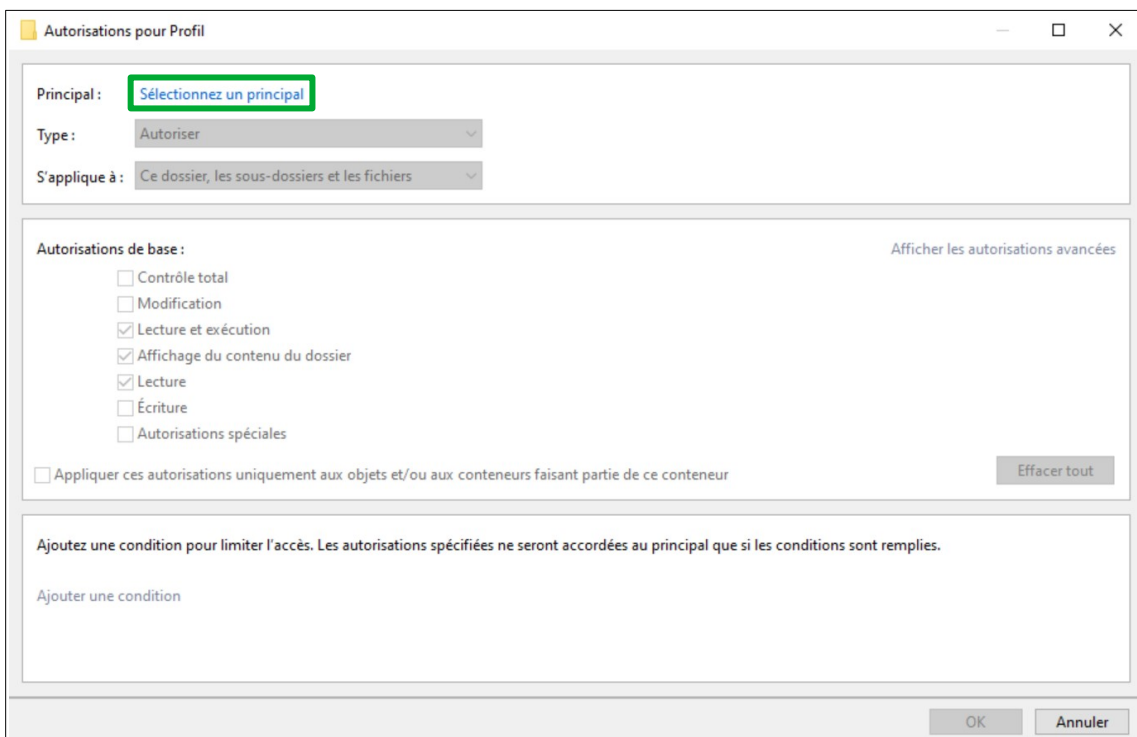 Autorisations pour Profil
Principal : Sélectionnez un principal
Type : Autoriser
S'applique à : Ce dossier, les sous-dossiers et les fichiers
Autorisations de base : Afficher les autorisations avancées
Contrôle total
Modification
Lecture et exécution
Affichage du contenu du dossier
Lecture
Écriture
Autorisations spéciales
Appliquer ces autorisations uniquement aux objets et/ou aux conteneurs faisant partie de ce conteneur Effacer tout
Ajoutez une condition pour limiter l'accès. Les autorisations spécifiées ne seront accordées au principal que si les conditions sont remplies.
Ajouter une condition
OK Annuler